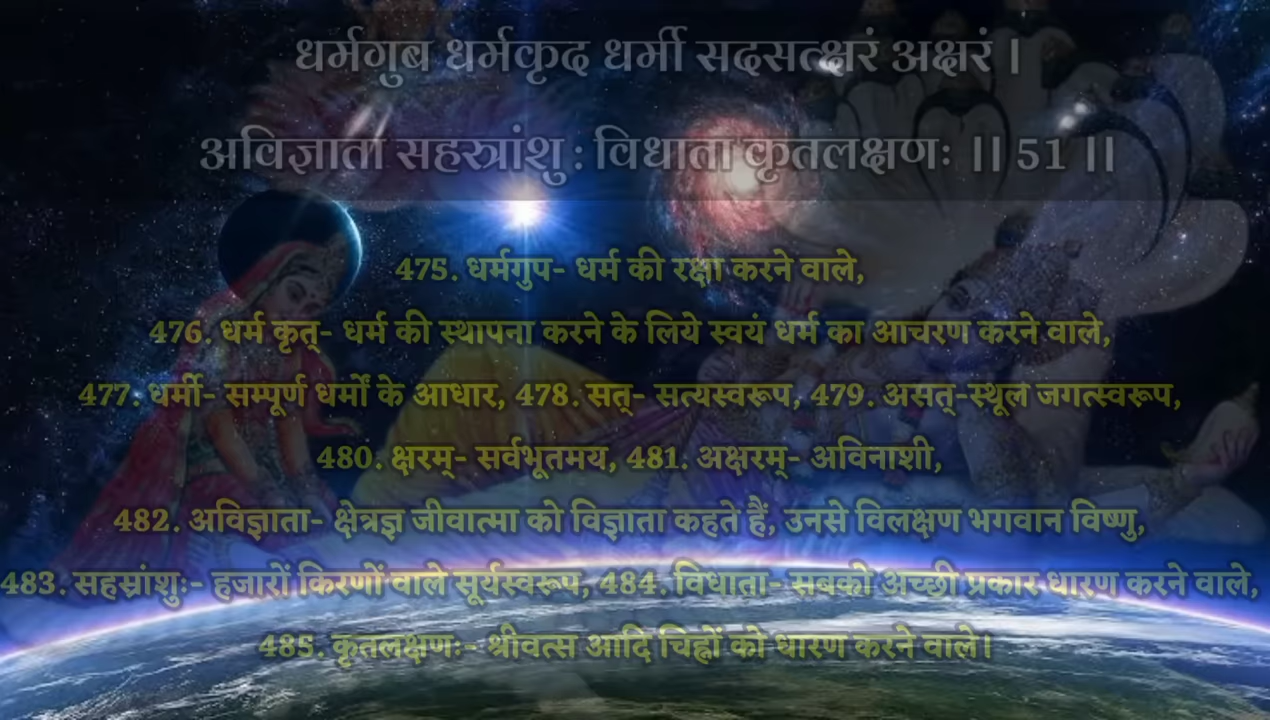 धर्मगुब धर्मकृद धर्मी सदसत्क्षरं अक्षरं ।
अविज्ञाता सहस्त्रांशु : विधाता कृतलक्षणः ।। 51 ।।
475. धर्मगुप- धर्म की रक्षा करने वाले,
476. धर्म कृत्- धर्म की स्थापना करने के लिये स्वयं धर्म का आचरण करने वाले,
477. धर्मी- सम्पूर्ण धर्मों के आधार, 478. सत्- सत्यस्वरूप, 479. असत्-स्थूल जगत्स्वरूप,
480. क्षरम्- सर्वभूतमय, 481. अक्षरम्- अविनाशी,
482. अविज्ञाता- क्षेत्रज्ञ जीवात्मा को विज्ञाता कहते हैं, उनसे विलक्षण भगवान विष्णु,
483. सहस्रांशुः- हजारों किरणों वाले सूर्यस्वरूप, 484. विधाता- सबको अच्छी प्रकार धारण करने वाले,
485. कृतलक्षणः- श्रीवत्स आदि चिह्नों को धारण करने वाले।